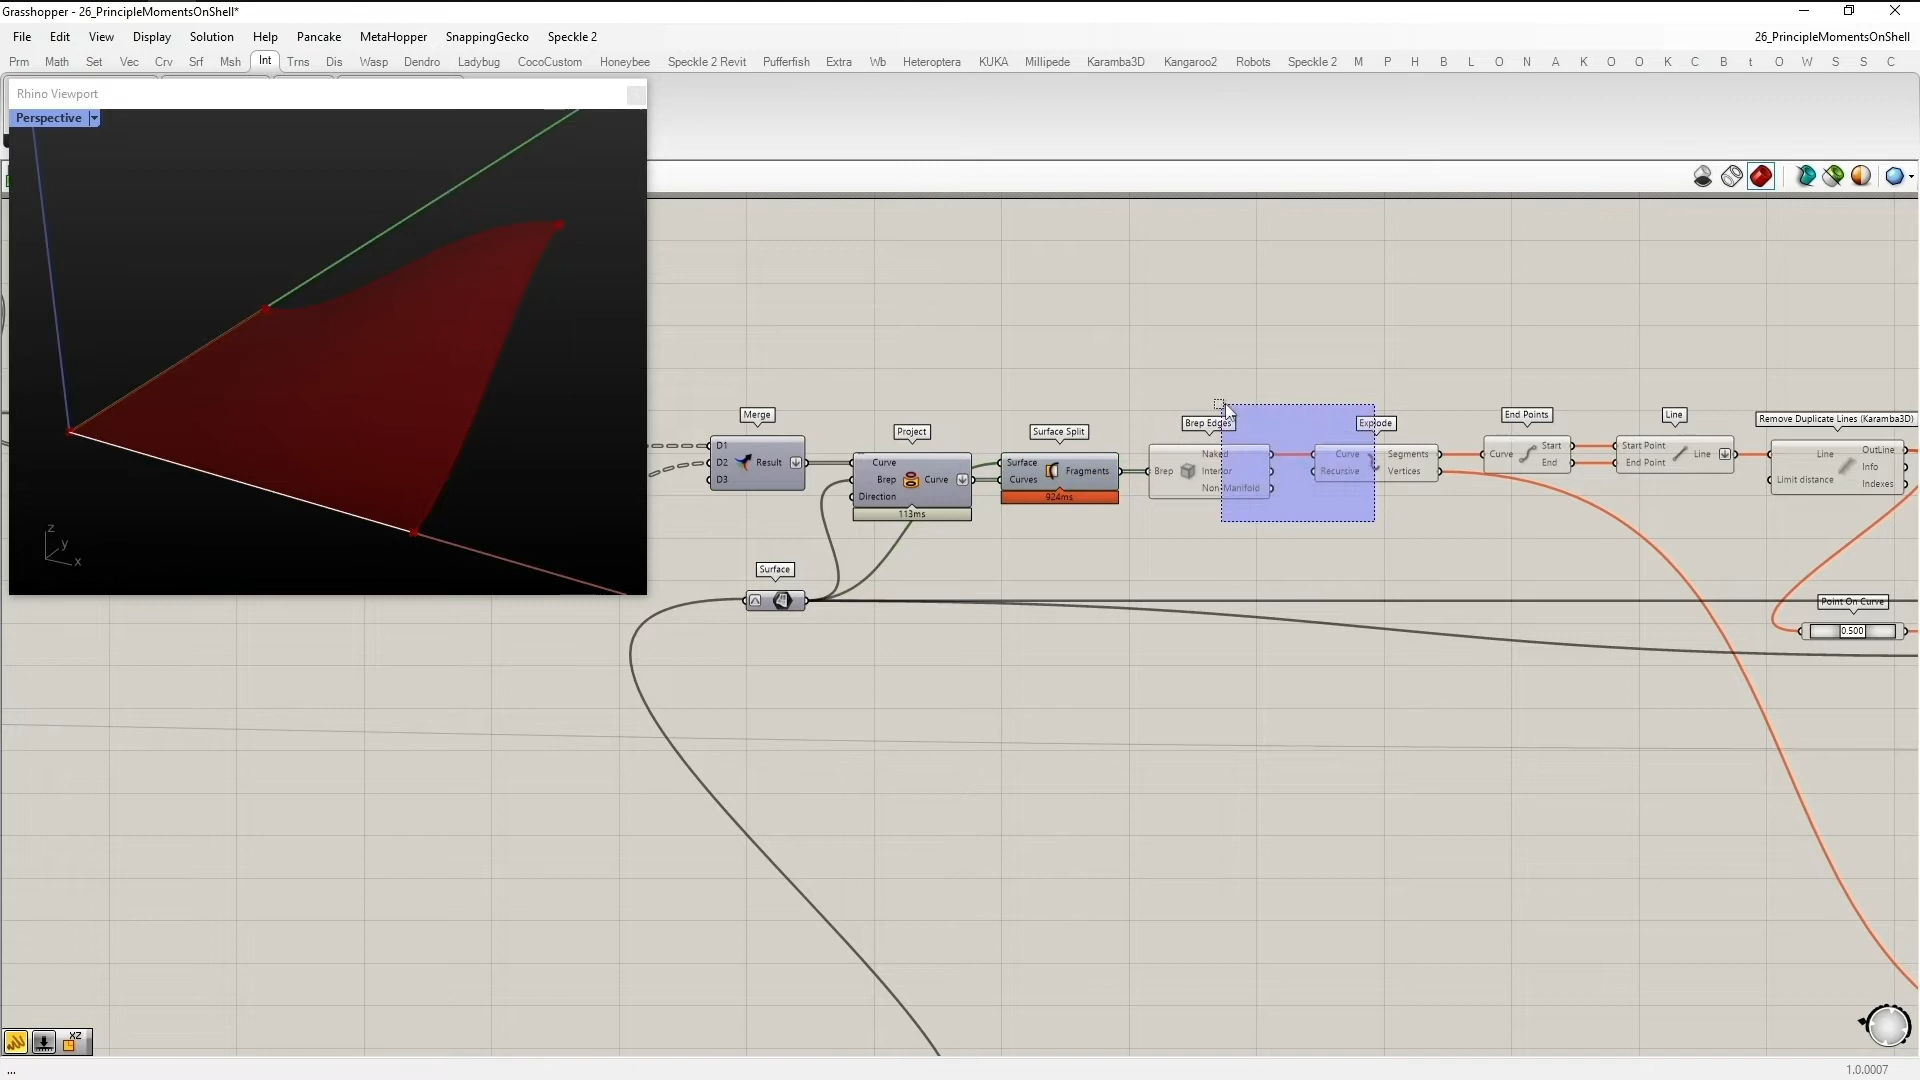 Grasshopper - 26_PrincipleMomentsOnShell*
File Edit View Display Solution Help Pancake MetaHopper SnappingGecko Speckle 2 26_PrincipleMomentsOnShell
Prm Math Set Vec Crv Srf Msh Int Trns Dis Wasp Dendro Ladybug CocoCustom Honeybee Speckle 2 Revit Pufferfish Extra Wb Heteroptera KUKA Millipede Karamba3D Kangaroo2 Robots Speckle 2 M P H B L O N A K O O K C B t O W S S C
Rhino Viewport
Perspective
z
y
x
Merge
D1
D2 Result
D3
Project
Curve
Brep Curve
Direction
113ms
Surface Split
Surface
Curves Fragments
924ms
Brep Edges
Naked
Brep Interior
Non-Manifold
Explode
Curve Segments
Recursive Vertices
End Points
Curve Start
End
Line
Start Point
End Point Line
Remove Duplicate Lines (Karamba3D)
Line OutLine
Info
Limit distance Indexes
Surface
Point On Curve
0.500
XZ
... 1.0.0007